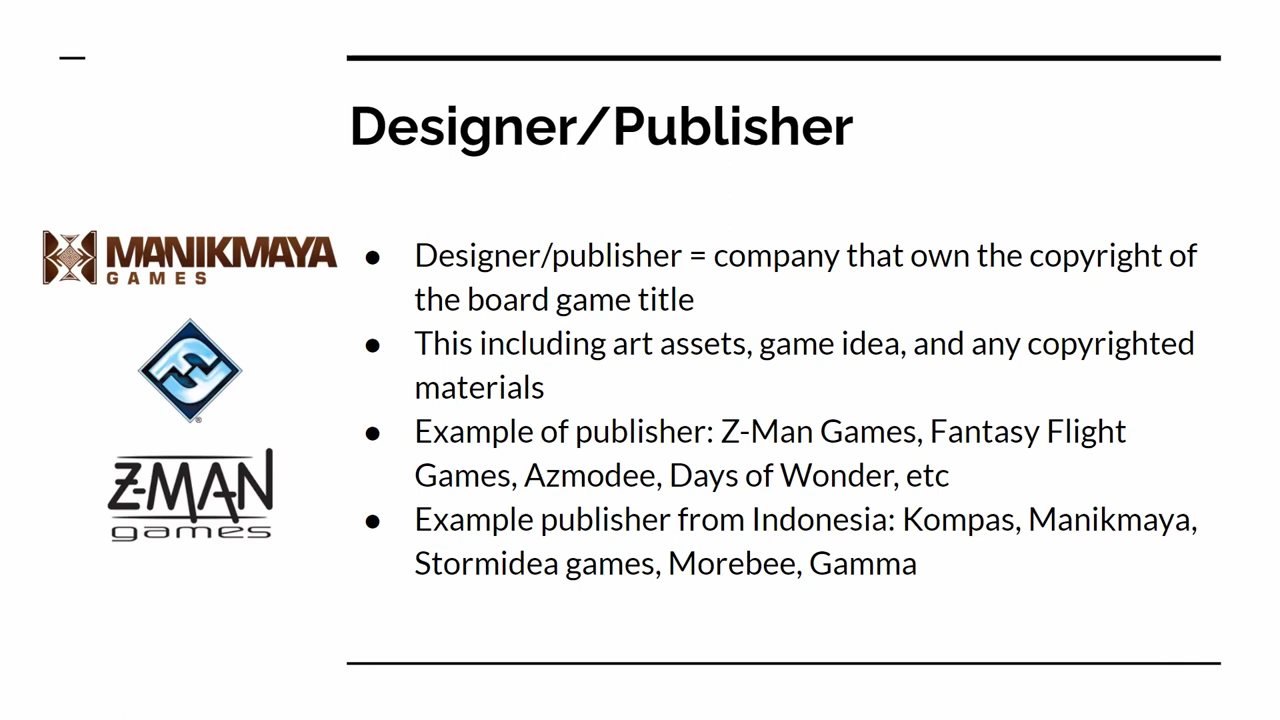 Designer/Publisher
MANIKMAYA
GAMES
Z-MAN
games
● Designer/publisher = company that own the copyright of
the board game title
● This including art assets, game idea, and any copyrighted
materials
● Example of publisher: Z-Man Games, Fantasy Flight
Games, Azmodee, Days of Wonder, etc
● Example publisher from Indonesia: Kompas, Manikmaya,
Stormidea games, Morebee, Gamma